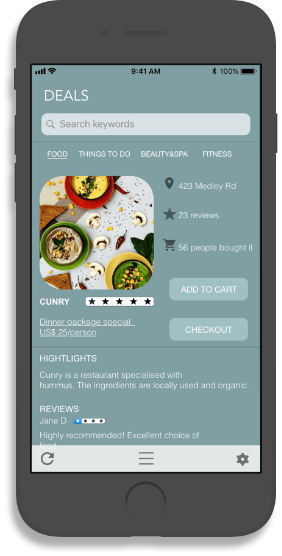 9:41 AM
100%
DEALS
Search keywords
FOOD THINGS TO DO BEAUTY&SPA FITNESS
423 Medley Rd
23 reviews
56 people bought it
CUNRY
ADD TO CART
Dinner package special
US$ 25/person
CHECKOUT
HIGHTLIGHTS
Cunry is a restaurant specialised with
hummus. The ingredients are locally used and organic.
REVIEWS
Jane D
Highly recommended! Excellent choice of
food